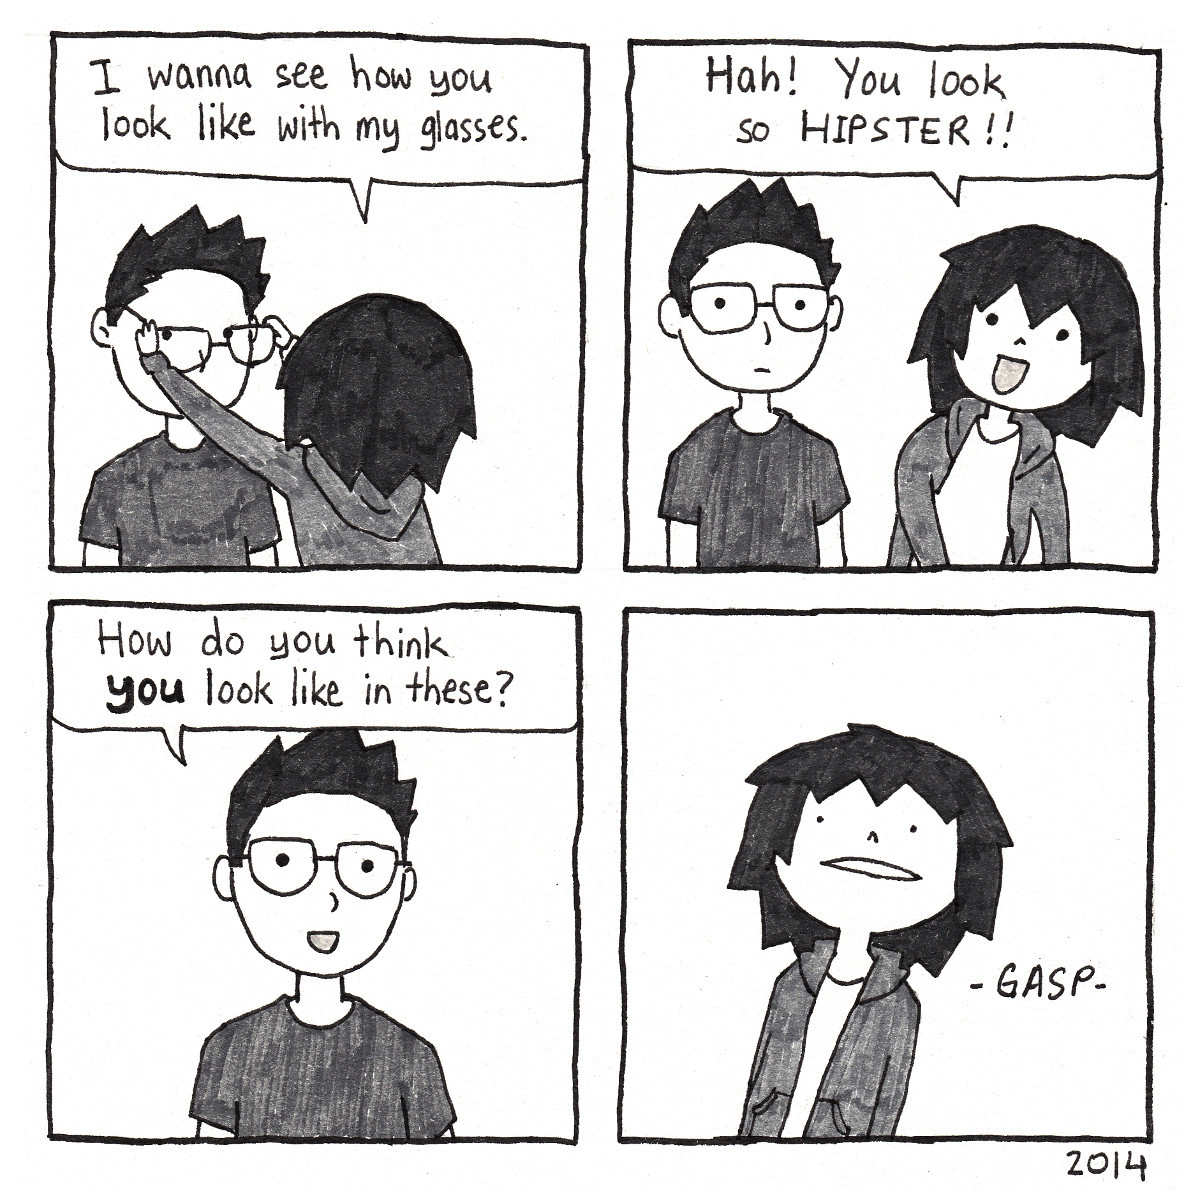 I wanna see how you
look like with my glasses.
Hah! You look
so HIPSTER!!
How do you think
you look like in these?
-GASP-
2014